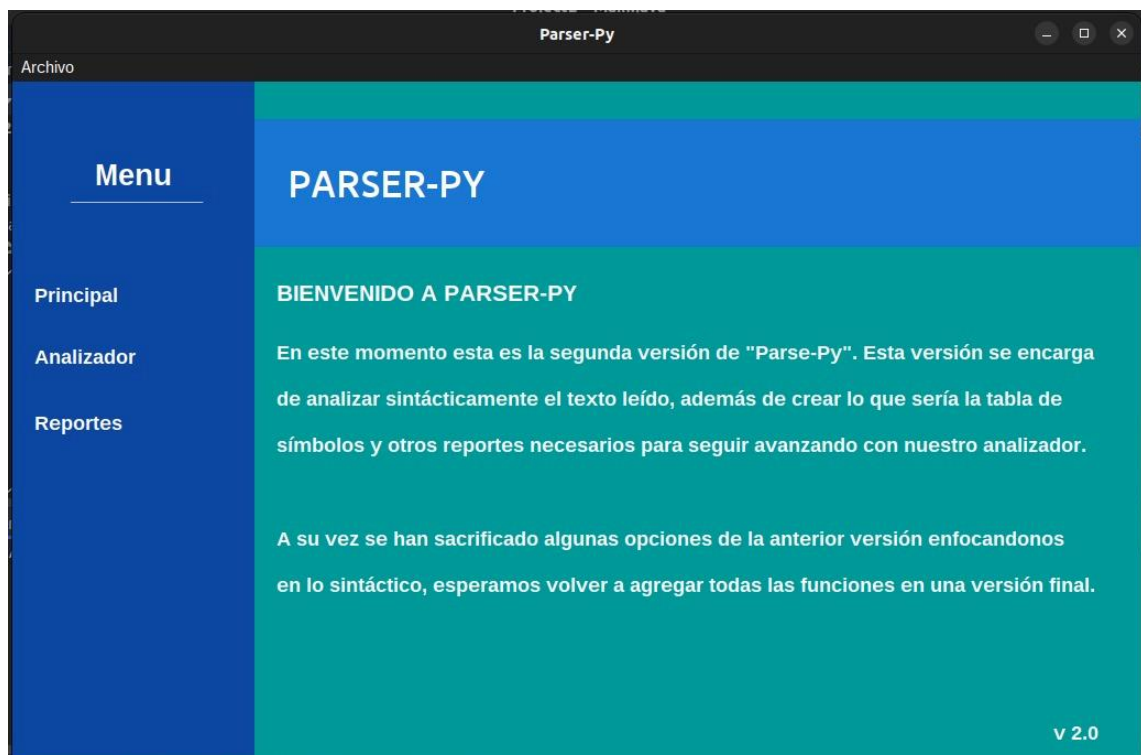 Parser-Py
Archivo
Menu
Principal
Analizador
Reportes
PARSER-PY
BIENVENIDO A PARSER-PY
En este momento esta es la segunda versión de "Parse-Py". Esta versión se encarga
de analizar sintácticamente el texto leído, además de crear lo que sería la tabla de
símbolos y otros reportes necesarios para seguir avanzando con nuestro analizador.
A su vez se han sacrificado algunas opciones de la anterior versión enfocandonos
en lo sintáctico, esperamos volver a agregar todas las funciones en una versión final.
v 2.0